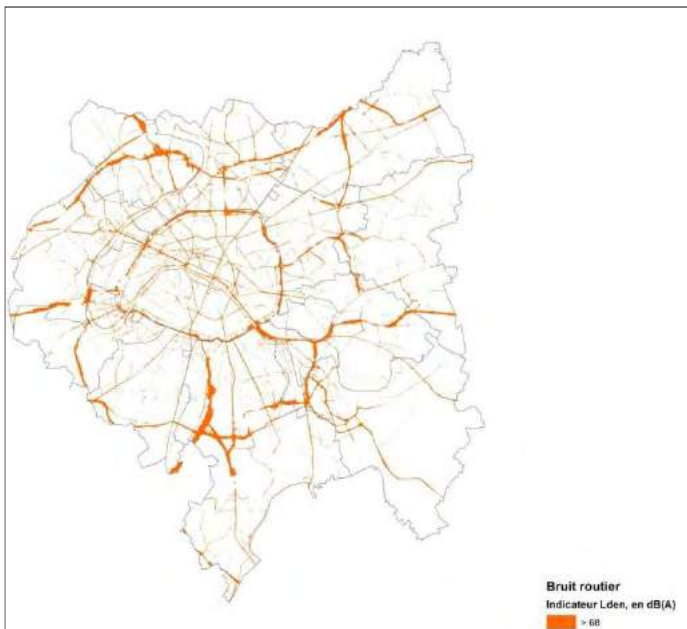 Bruit routier
Indicateur Lden, en dB(A)
> 68